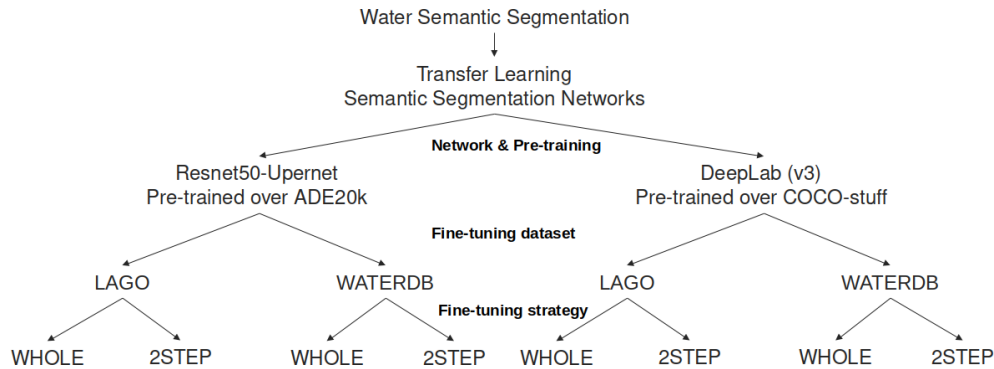 Water Semantic Segmentation
Transfer Learning
Semantic Segmentation Networks
Network & Pre-training
Resnet50-Upernet
Pre-trained over ADE20k
DeepLab (v3)
Pre-trained over COCO-stuff
Fine-tuning dataset
LAGO
WATERDB
LAGO
WATERDB
Fine-tuning strategy
WHOLE
2STEP
WHOLE
2STEP
WHOLE
2STEP
WHOLE
2STEP